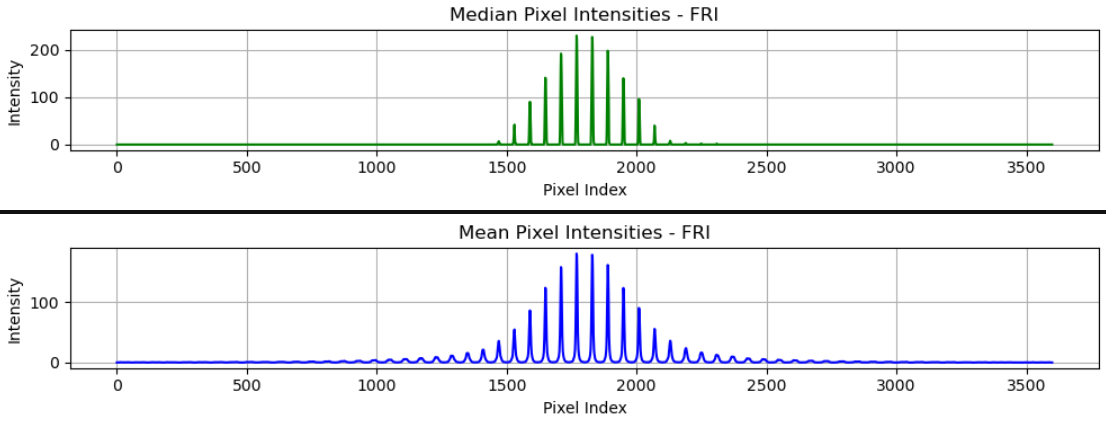 Median Pixel Intensities - FRI
Intensity
200
100
0
0 500 1000 1500 2000 2500 3000 3500
Pixel Index
Mean Pixel Intensities - FRI
Intensity
100
0
0 500 1000 1500 2000 2500 3000 3500
Pixel Index